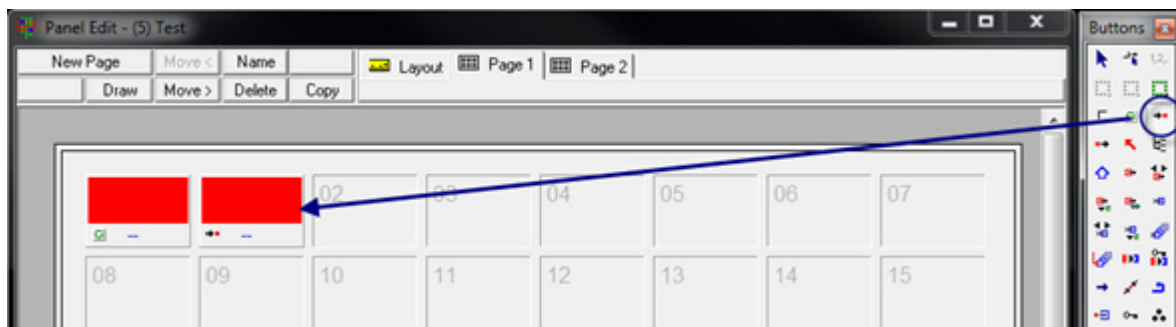 Panel Edit - (5) Test
Buttons
New Page Move < Name Layout Page 1 Page 2
Draw Move > Delete Copy
02 03 04 05 06 07
08 09 10 11 12 13 14 15